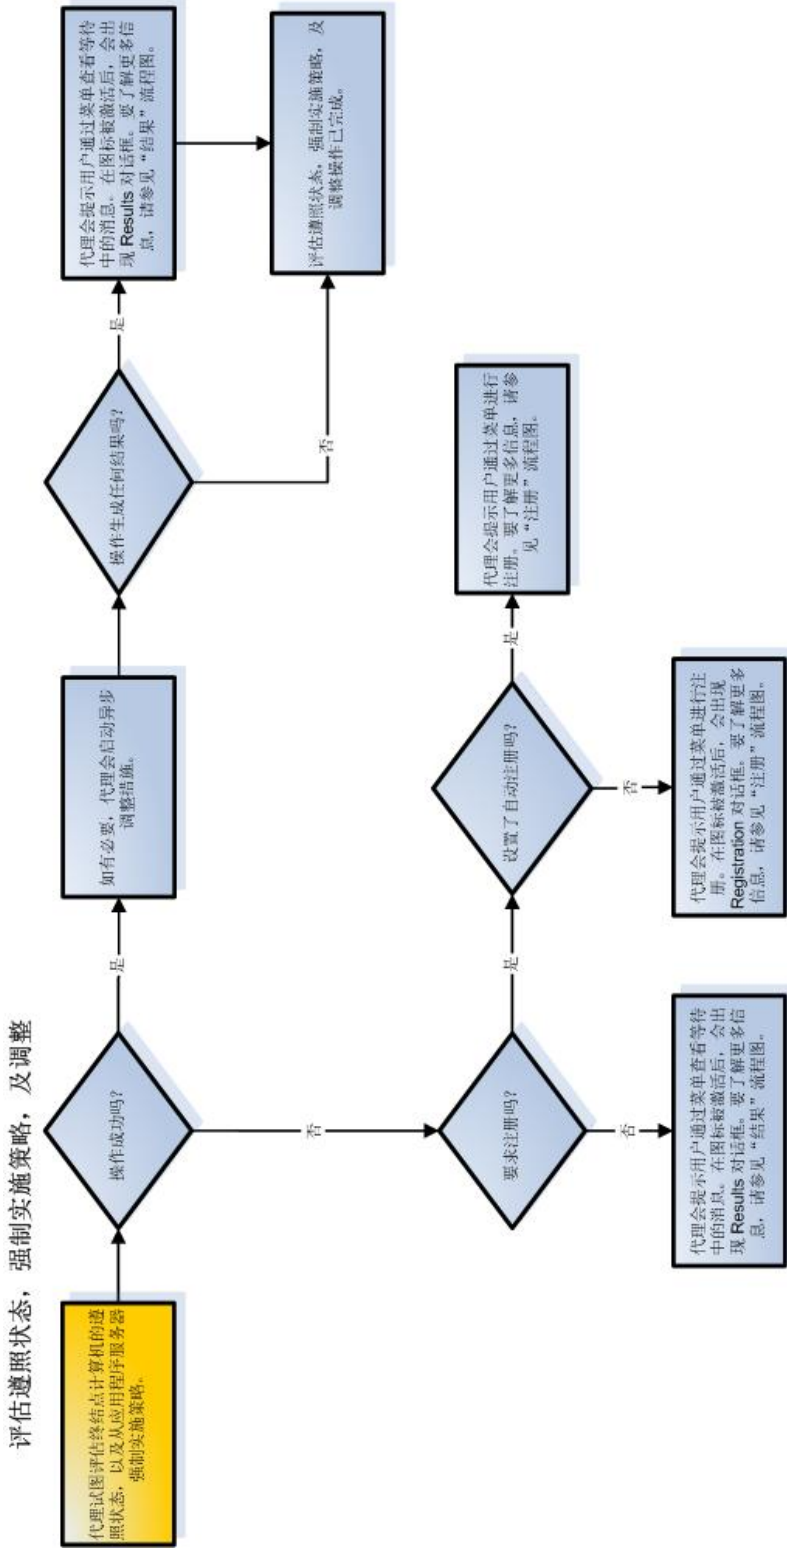 评估遵照状态，强制实施策略，及调整
代理试图评估终结点计算机的遵
照状态，以及从应用程序服务器
强制实施策略。
操作成功吗？
是
如有必要，代理会启动异步
调整措施。
操作生成任何结果吗？
是
代理会提示用户通过菜单查看等待
中的消息。在图标被激活后，会出
现 Results 对话框。要了解更多信
息，请参见“结果”流程图。
否
评估遵照状态，强制实施策略，及
调整操作已完成。
否
要求注册吗？
是
设置了自动注册吗？
是
代理会提示用户通过菜单进行
注册。要了解更多信息，请参
见“注册”流程图。
否
代理会提示用户通过菜单进行注
册。在图标被激活后，会出现
Registration 对话框。要了解更多
信息，请参见“注册”流程图。
否
代理会提示用户通过菜单查看等待
中的消息。在图标被激活后，会出
现 Results 对话框。要了解更多信
息，请参见“结果”流程图。